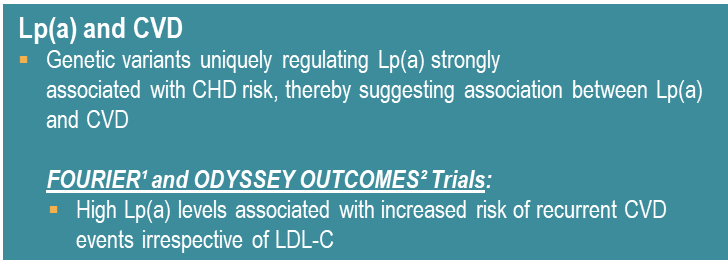 Lp(a) and CVD
▪ Genetic variants uniquely regulating Lp(a) strongly
associated with CHD risk, thereby suggesting association between Lp(a)
and CVD
FOURIER¹ and ODYSSEY OUTCOMES² Trials:
▪ High Lp(a) levels associated with increased risk of recurrent CVD
events irrespective of LDL-C